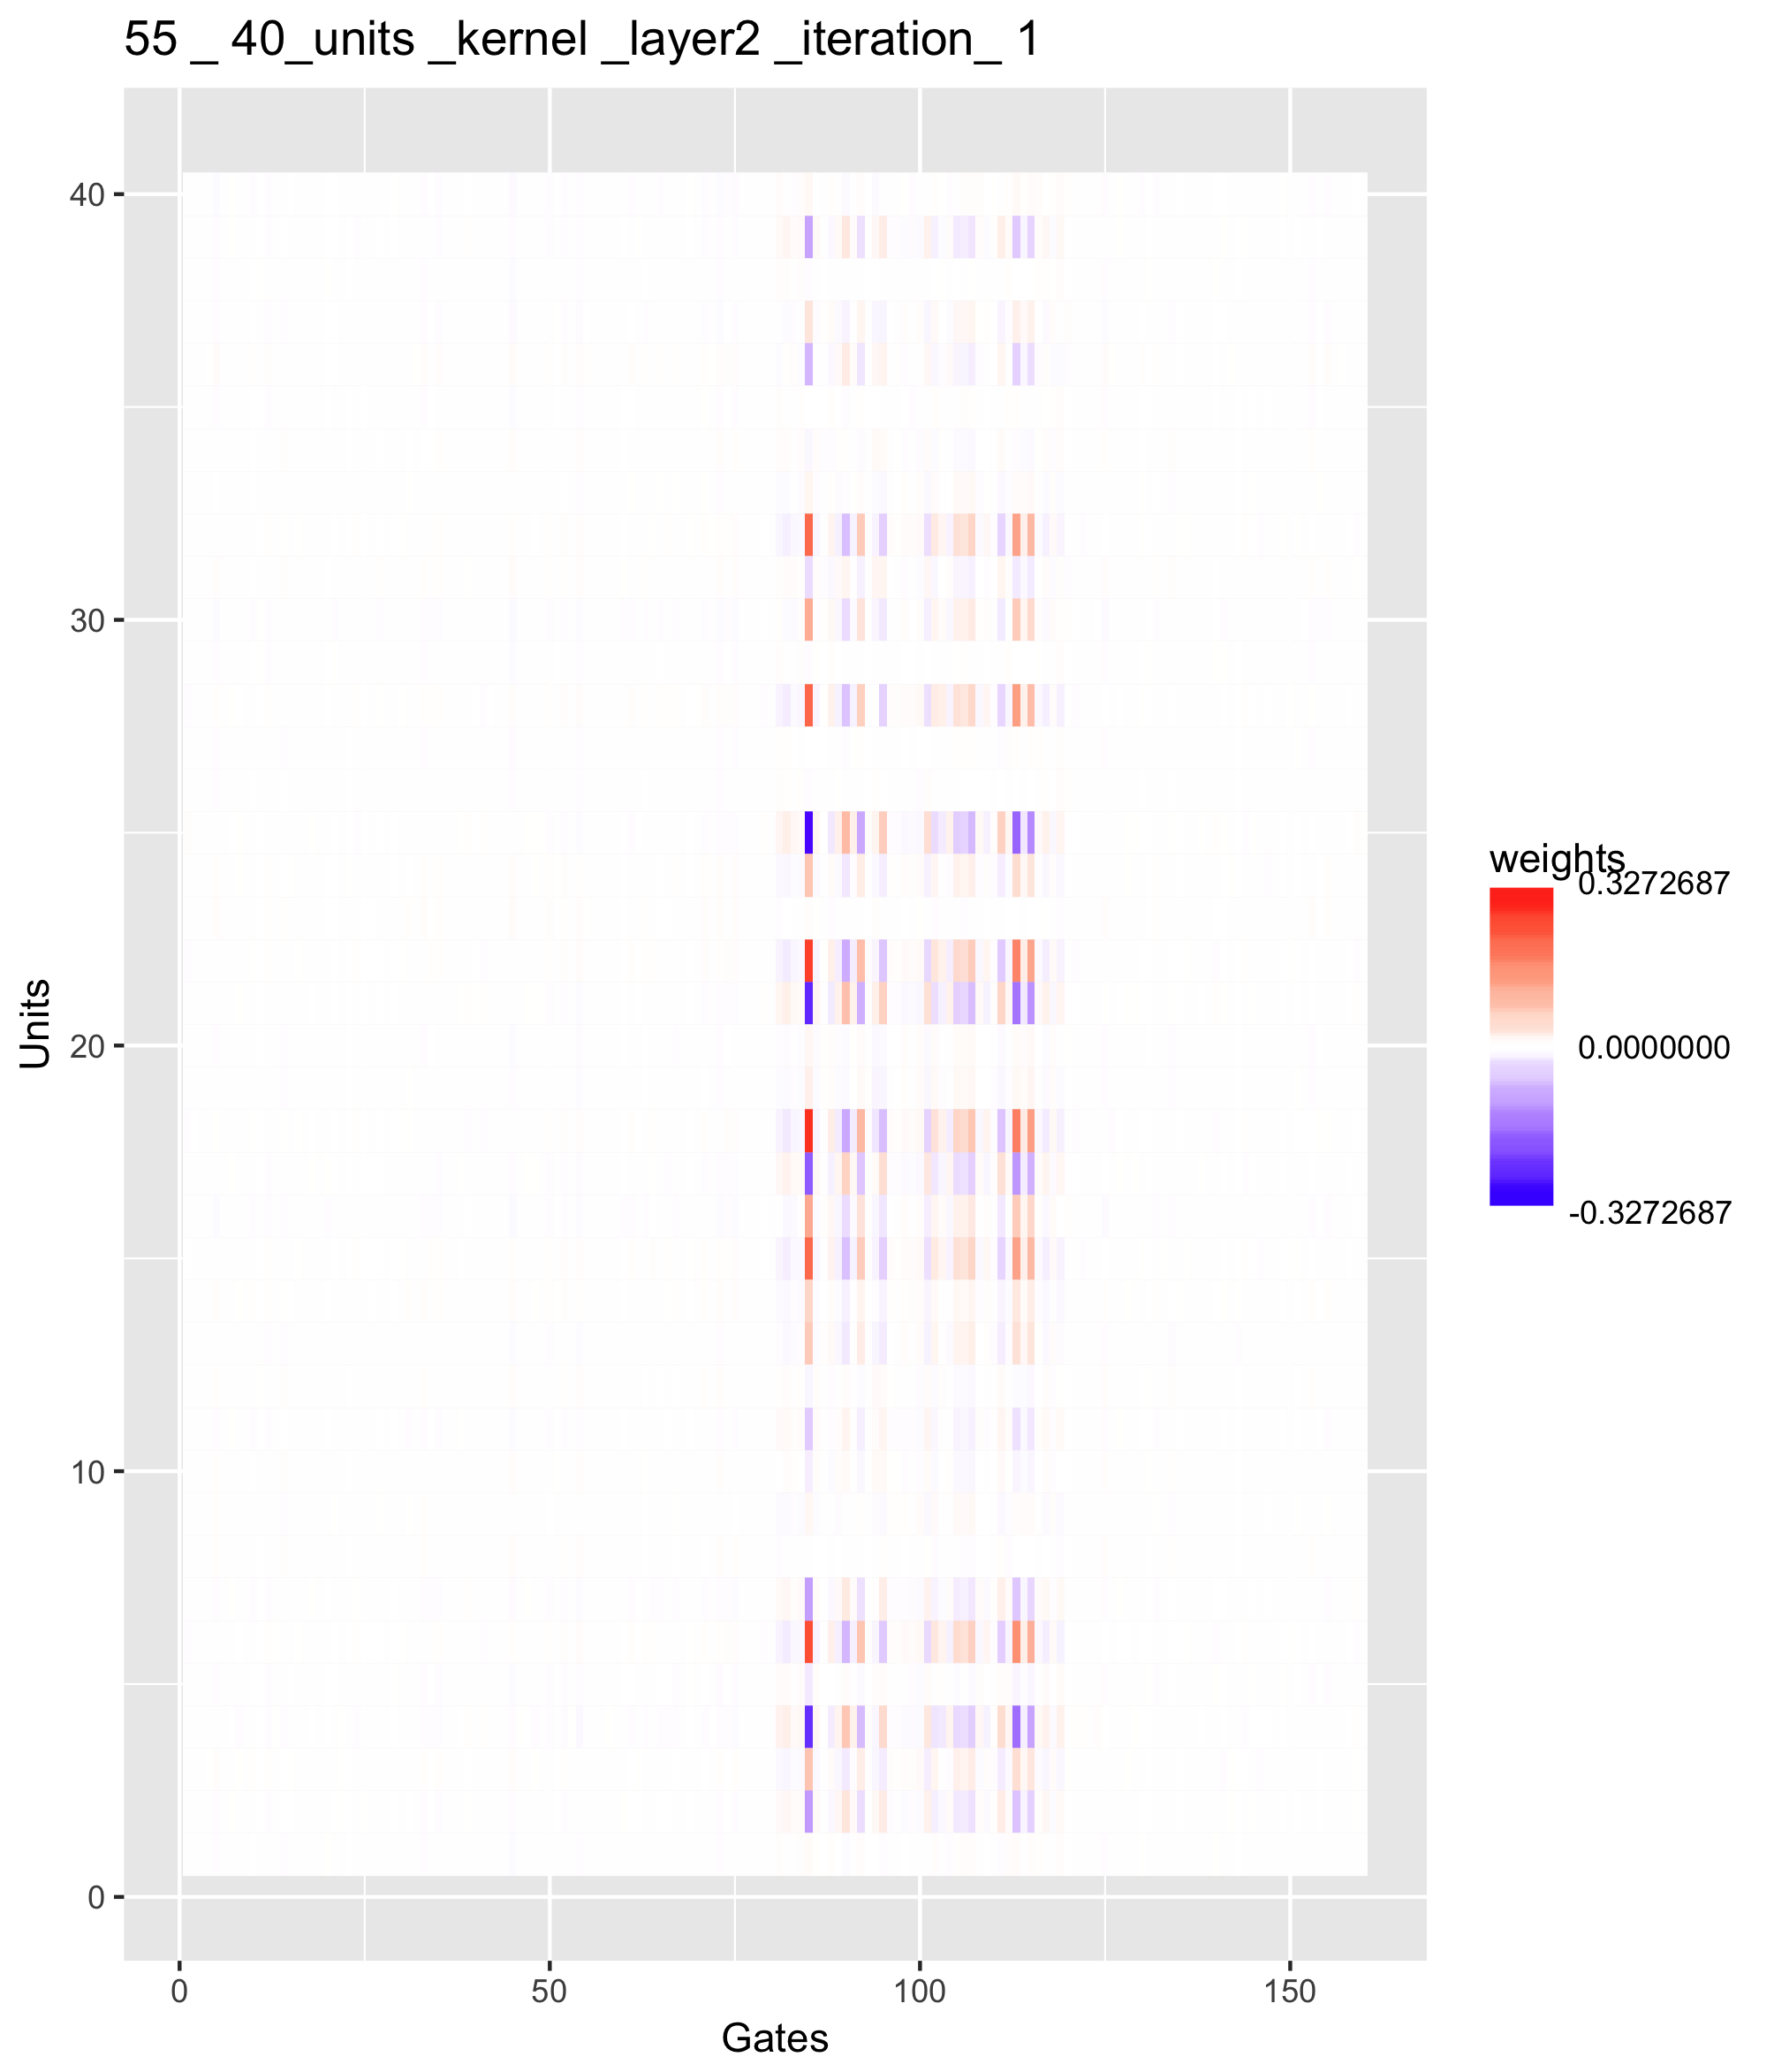 55 _ 40_units _kernel _layer2 _iteration_ 1
40
30
20
10
0
Units
0 50 100 150
Gates
weights
0.3272687
0.0000000
-0.3272687